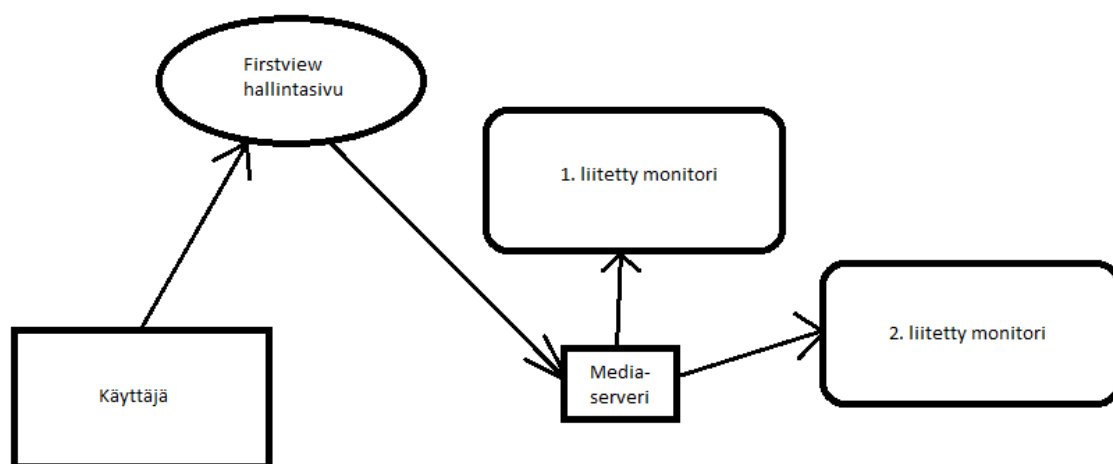 Firstview
hallintasivu
1. liitetty monitori
2. liitetty monitori
Media-
serveri
Käyttäjä